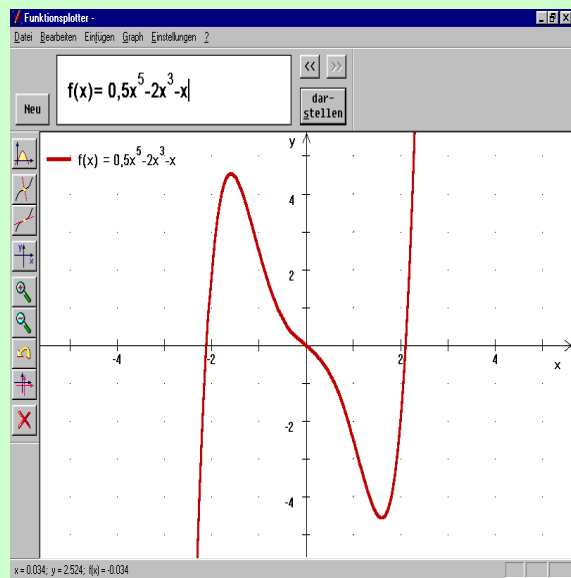 Funktionsplotter -
Datei Bearbeiten Einfügen Graph Einstellungen ?
Neu
f(x)= 0,5x⁵-2x³-x
<< >>
dar-
stellen
f(x) = 0,5x⁵-2x³-x
y
4
2
-4 -2 2 4
x
-2
-4
x = 0.034; y = 2.524; f(x) = -0.034